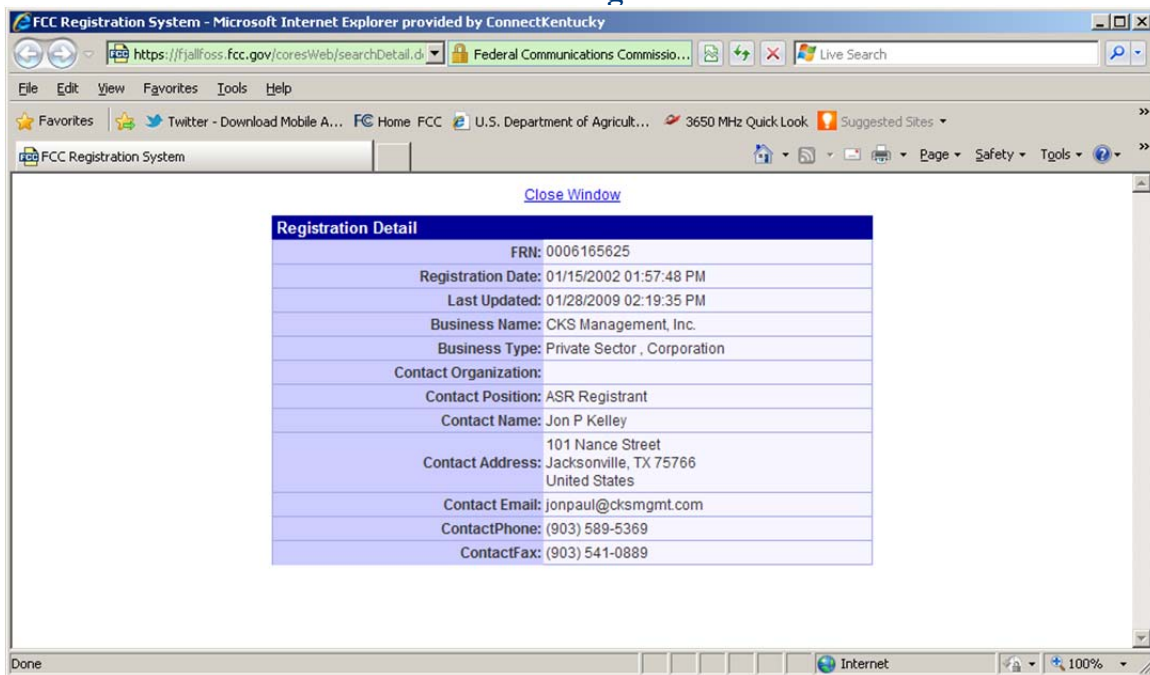 FCC Registration System - Microsoft Internet Explorer provided by ConnectKentucky
https://fjallfoss.fcc.gov/coresWeb/searchDetail.d Federal Communications Commissio... Live Search
File Edit View Favorites Tools Help
Favorites Twitter - Download Mobile A... FC Home FCC U.S. Department of Agricult... 3650 MHz Quick Look Suggested Sites »
FCC Registration System Page Safety Tools »
Close Window
Registration Detail
FRN: 0006165625
Registration Date: 01/15/2002 01:57:48 PM
Last Updated: 01/28/2009 02:19:35 PM
Business Name: CKS Management, Inc.
Business Type: Private Sector , Corporation
Contact Organization:
Contact Position: ASR Registrant
Contact Name: Jon P Kelley
Contact Address: 101 Nance Street
Jacksonville, TX 75766
United States
Contact Email: jonpaul@cksmgmt.com
ContactPhone: (903) 589-5369
ContactFax: (903) 541-0889
Done Internet 100%